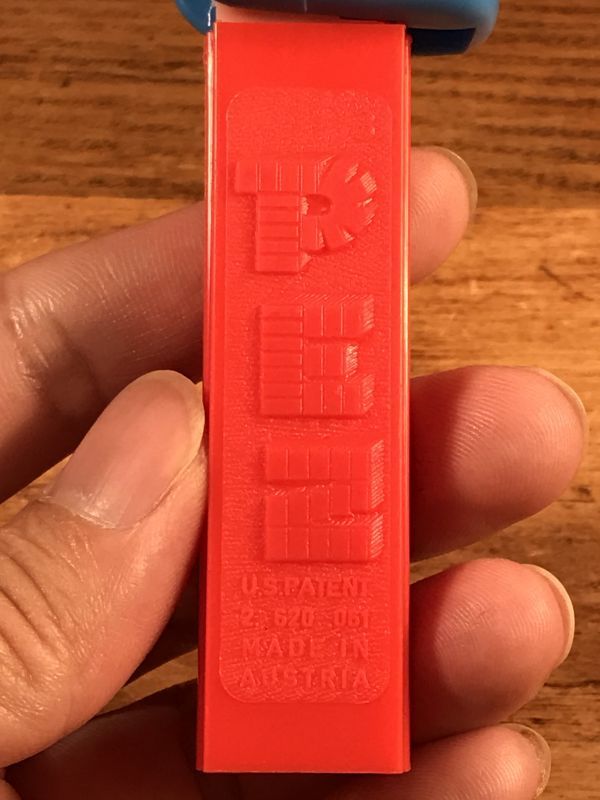 PEZ
U.S.PATENT
2 620 061
MADE IN
AUSTRIA